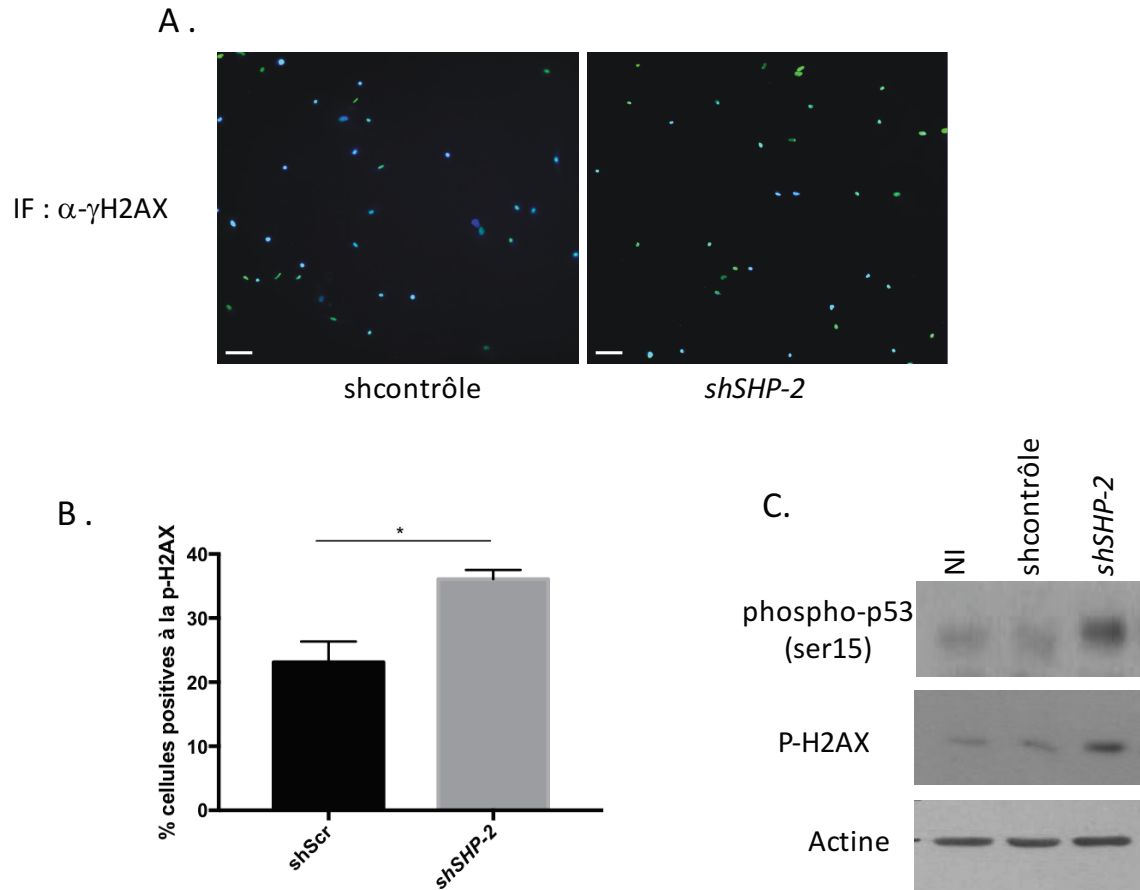 A .
IF : α-γH2AX
shcontrôle
shSHP-2
B .
% cellules positives à la p-H2AX
*
40
30
20
10
0
shScr
shSHP-2
C.
NI
shcontrôle
shSHP-2
phospho-p53
(ser15)
P-H2AX
Actine